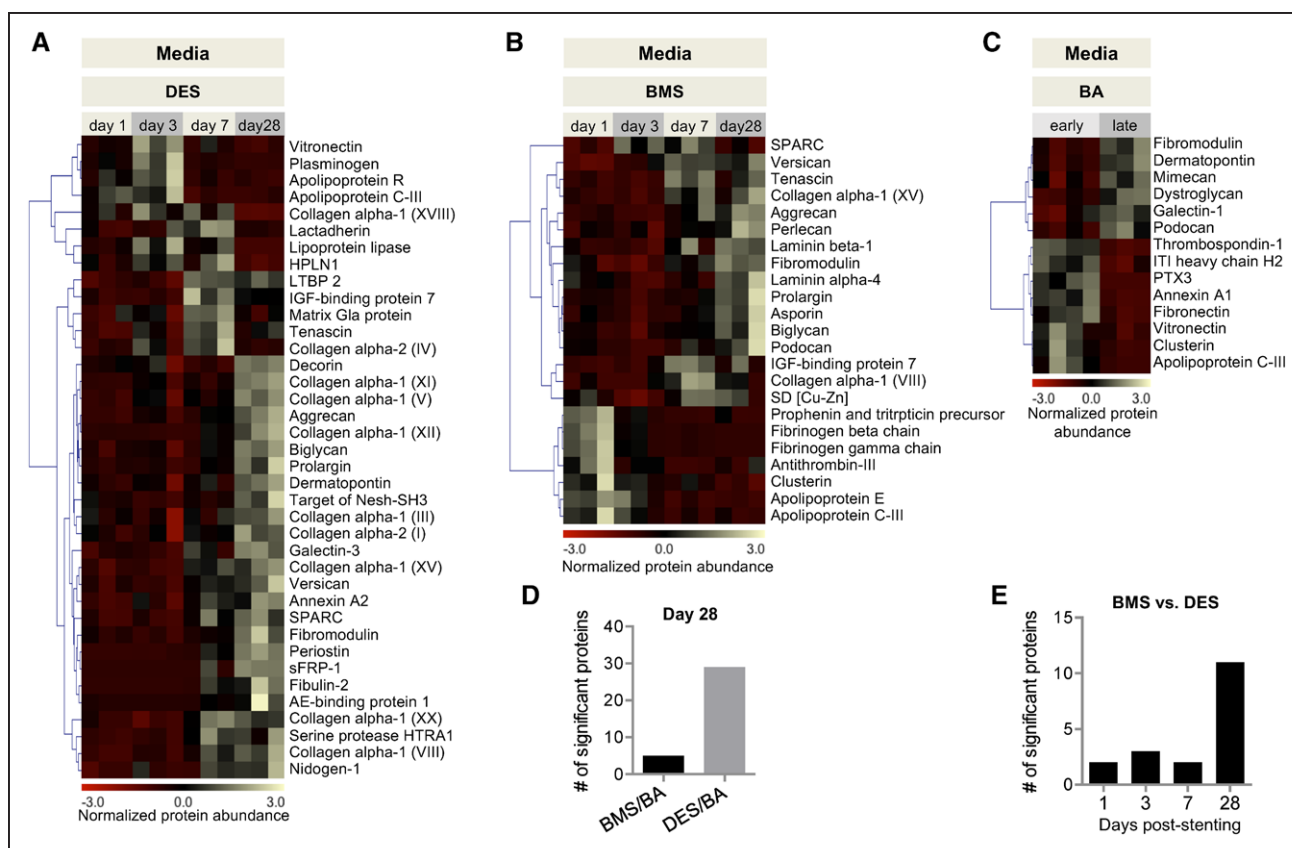 A
Media
DES
day 1 day 3 day 7 day28
Vitronectin
Plasminogen
Apolipoprotein R
Apolipoprotein C-III
Collagen alpha-1 (XVIII)
Lactadherin
Lipoprotein lipase
HPLN1
LTBP 2
IGF-binding protein 7
Matrix Gla protein
Tenascin
Collagen alpha-2 (IV)
Decorin
Collagen alpha-1 (XI)
Collagen alpha-1 (V)
Aggrecan
Collagen alpha-1 (XII)
Biglycan
Prolargin
Dermatopontin
Target of Nesh-SH3
Collagen alpha-1 (III)
Collagen alpha-2 (I)
Galectin-3
Collagen alpha-1 (XV)
Versican
Annexin A2
SPARC
Fibromodulin
Periostin
sFRP-1
Fibulin-2
AE-binding protein 1
Collagen alpha-1 (XX)
Serine protease HTRA1
Collagen alpha-1 (VIII)
Nidogen-1
-3.0 0.0 3.0
Normalized protein abundance
B
Media
BMS
day 1 day 3 day 7 day28
SPARC
Versican
Tenascin
Collagen alpha-1 (XV)
Aggrecan
Perlecan
Laminin beta-1
Fibromodulin
Laminin alpha-4
Prolargin
Asporin
Biglycan
Podocan
IGF-binding protein 7
Collagen alpha-1 (VIII)
SD [Cu-Zn]
Prophenin and tritrpticin precursor
Fibrinogen beta chain
Fibrinogen gamma chain
Antithrombin-III
Clusterin
Apolipoprotein E
Apolipoprotein C-III
-3.0 0.0 3.0
Normalized protein abundance
C
Media
BA
early late
Fibromodulin
Dermatopontin
Mimecan
Dystroglycan
Galectin-1
Podocan
Thrombospondin-1
ITI heavy chain H2
PTX3
Annexin A1
Fibronectin
Vitronectin
Clusterin
Apolipoprotein C-III
-3.0 0.0 3.0
Normalized protein
abundance
D
Day 28
# of significant proteins
40
30
20
10
0
BMS/BA
DES/BA
E
BMS vs. DES
# of significant proteins
15
10
5
0
1 3 7 28
Days post-stenting